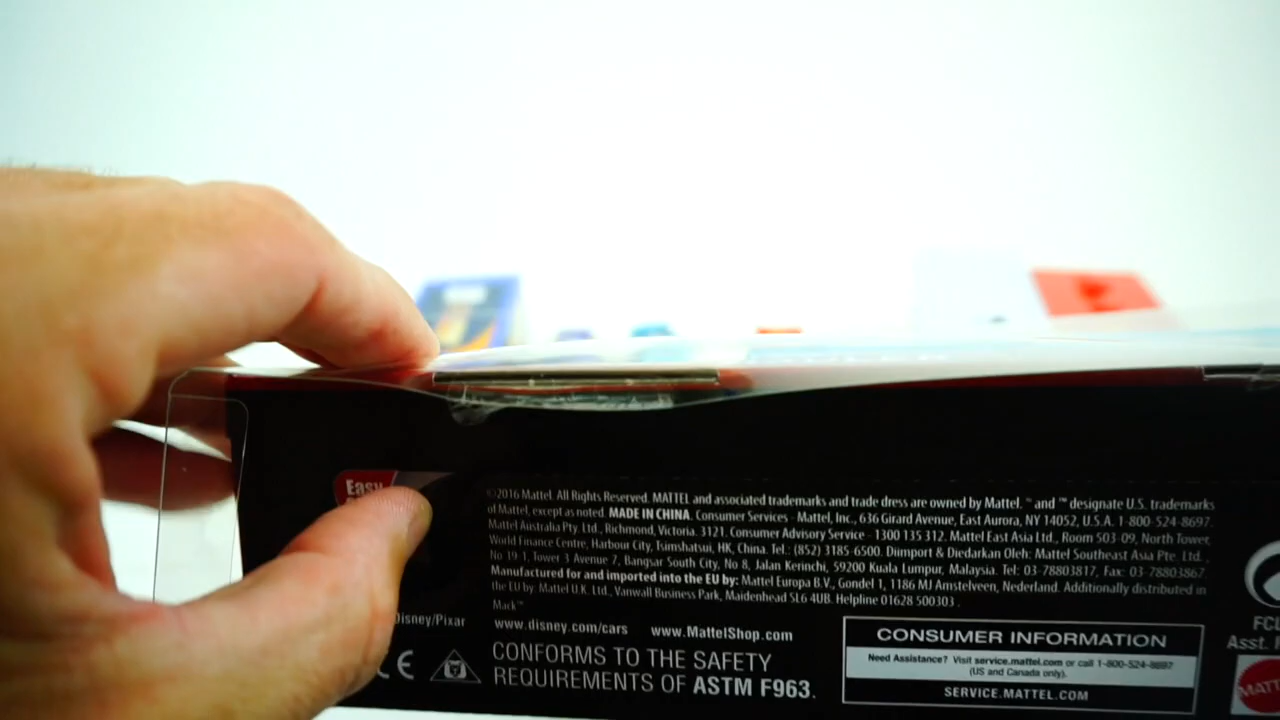 Easy
©2016 Mattel. All Rights Reserved. MATTEL and associated trademarks and trade dress are owned by Mattel. ™ and ™ designate U.S. trademarks
of Mattel, except as noted. MADE IN CHINA. Consumer Services - Mattel, Inc., 636 Girard Avenue, East Aurora, NY 14052, U.S.A. 1-800-524-8697.
Mattel Australia Pty. Ltd., Richmond, Victoria. 3121. Consumer Advisory Service - 1300 135 312. Mattel East Asia Ltd., Room 503-09, North Tower,
World Finance Centre, Harbour City, Tsimshatsui, HK, China. Tel.: (852) 3185-6500. Diimport & Diedarkan Oleh: Mattel Southeast Asia Pte. Ltd.,
No 19-1, Tower 3 Avenue 7, Bangsar South City, No 8, Jalan Kerinchi, 59200 Kuala Lumpur, Malaysia. Tel: 03-78803817, Fax: 03-78803867.
Manufactured for and imported into the EU by: Mattel Europa B.V., Gondel 1, 1186 MJ Amstelveen, Nederland. Additionally distributed in
the EU by: Mattel U.K. Ltd., Vanwall Business Park, Maidenhead SL6 4UB. Helpline 01628 500303.
Mark™
Disney/Pixar
www.disney.com/cars www.MattelShop.com
CE
CONFORMS TO THE SAFETY
REQUIREMENTS OF ASTM F963.
CONSUMER INFORMATION
Need Assistance? Visit service.mattel.com or call 1-800-524-8697
(US and Canada only).
SERVICE.MATTEL.COM
FCL
Asst.
MATT